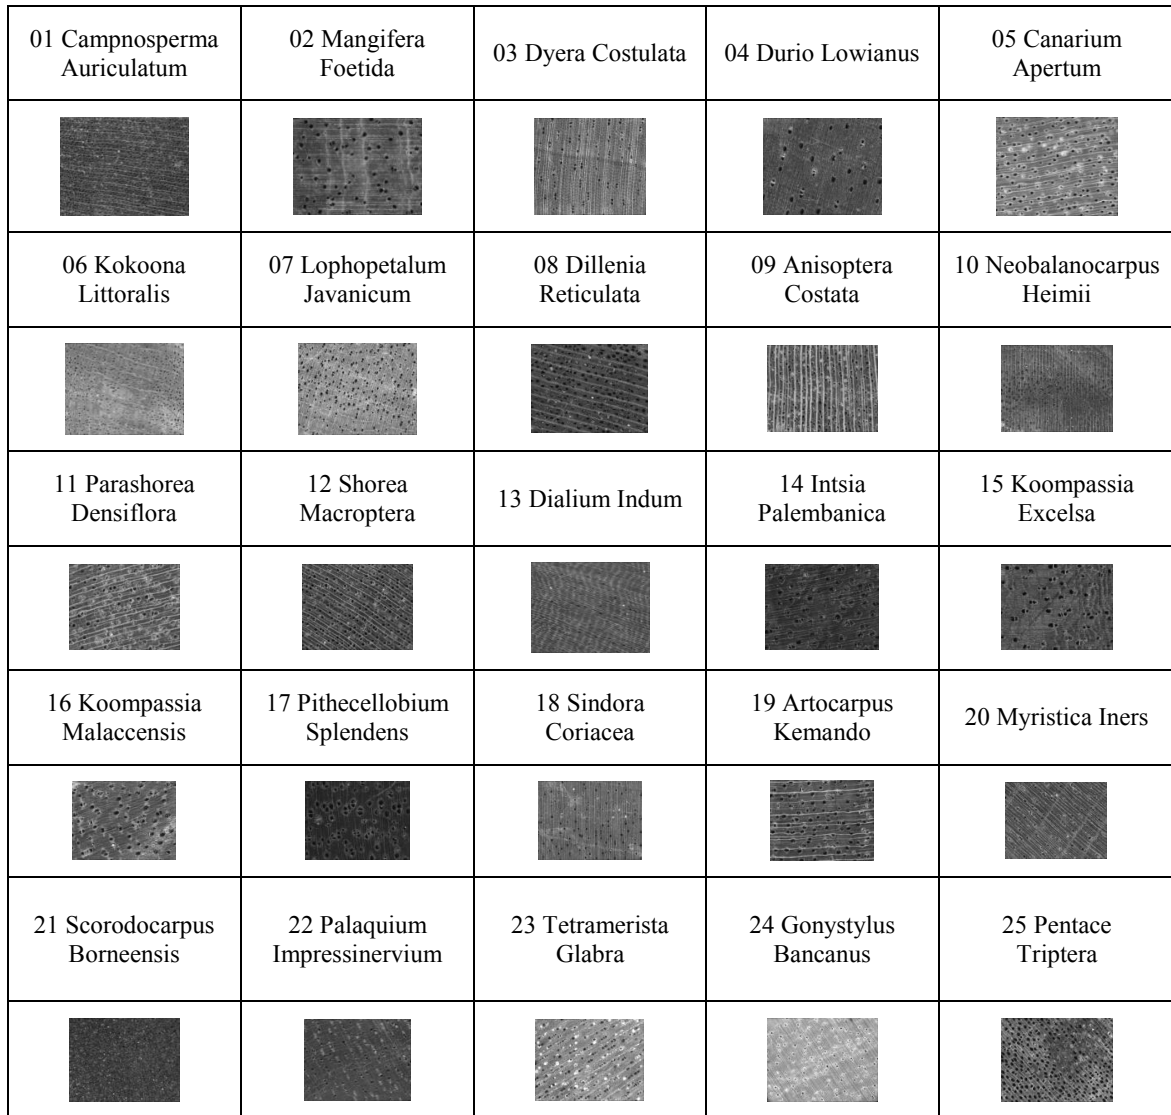 01 Campnosperma
Auriculatum
02 Mangifera
Foetida
03 Dyera Costulata
04 Durio Lowianus
05 Canarium
Apertum
06 Kokoona
Littoralis
07 Lophopetalum
Javanicum
08 Dillenia
Reticulata
09 Anisoptera
Costata
10 Neobalanocarpus
Heimii
11 Parashorea
Densiflora
12 Shorea
Macroptera
13 Dialium Indum
14 Intsia
Palembanica
15 Koompassia
Excelsa
16 Koompassia
Malaccensis
17 Pithecellobium
Splendens
18 Sindora
Coriacea
19 Artocarpus
Kemando
20 Myristica Iners
21 Scorodocarpus
Borneensis
22 Palaquium
Impressinervium
23 Tetramerista
Glabra
24 Gonystylus
Bancanus
25 Pentace
Triptera